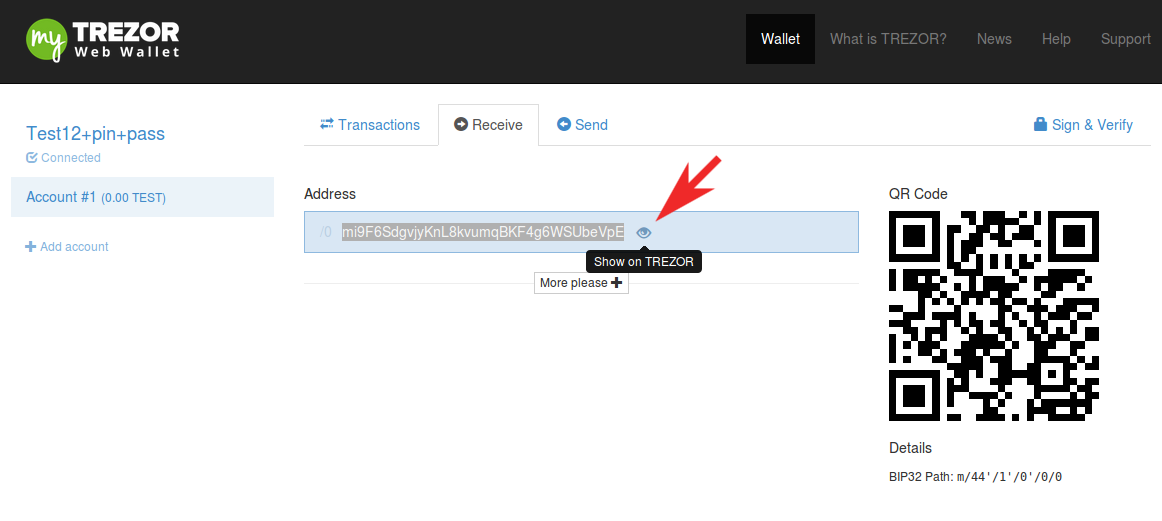 my TREZOR
Web Wallet
Wallet What is TREZOR? News Help Support
Test12+pin+pass
Connected
Account #1 (0.00 TEST)
Add account
Transactions Receive Send Sign & Verify
Address
/0 mi9F6SdgvjyKnL8kvumqBKF4g6WSUbeVpE
Show on TREZOR
More please
QR Code
Details
BIP32 Path: m/44'/1'/0'/0/0